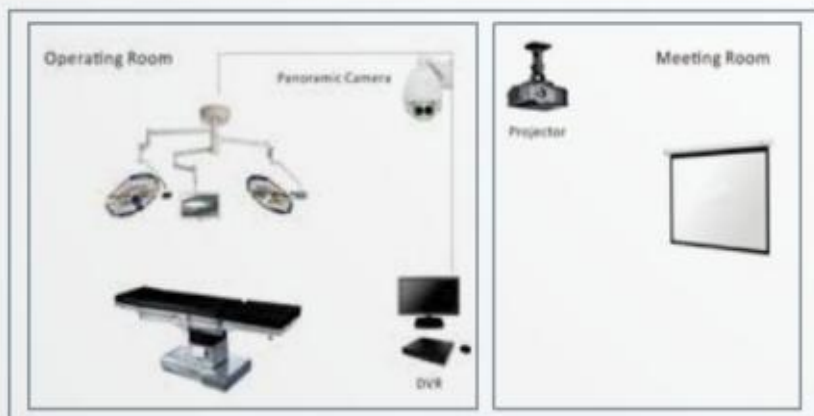 Operating Room
Panoramic Camera
DVR
Meeting Room
Projector